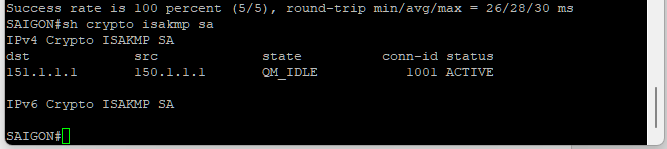 Success rate is 100 percent (5/5), round-trip min/avg/max = 26/28/30 ms
SAIGON#sh crypto isakmp sa
IPv4 Crypto ISAKMP SA
dst             src             state          conn-id status
151.1.1.1       150.1.1.1       QM_IDLE           1001 ACTIVE

IPv6 Crypto ISAKMP SA

SAIGON#